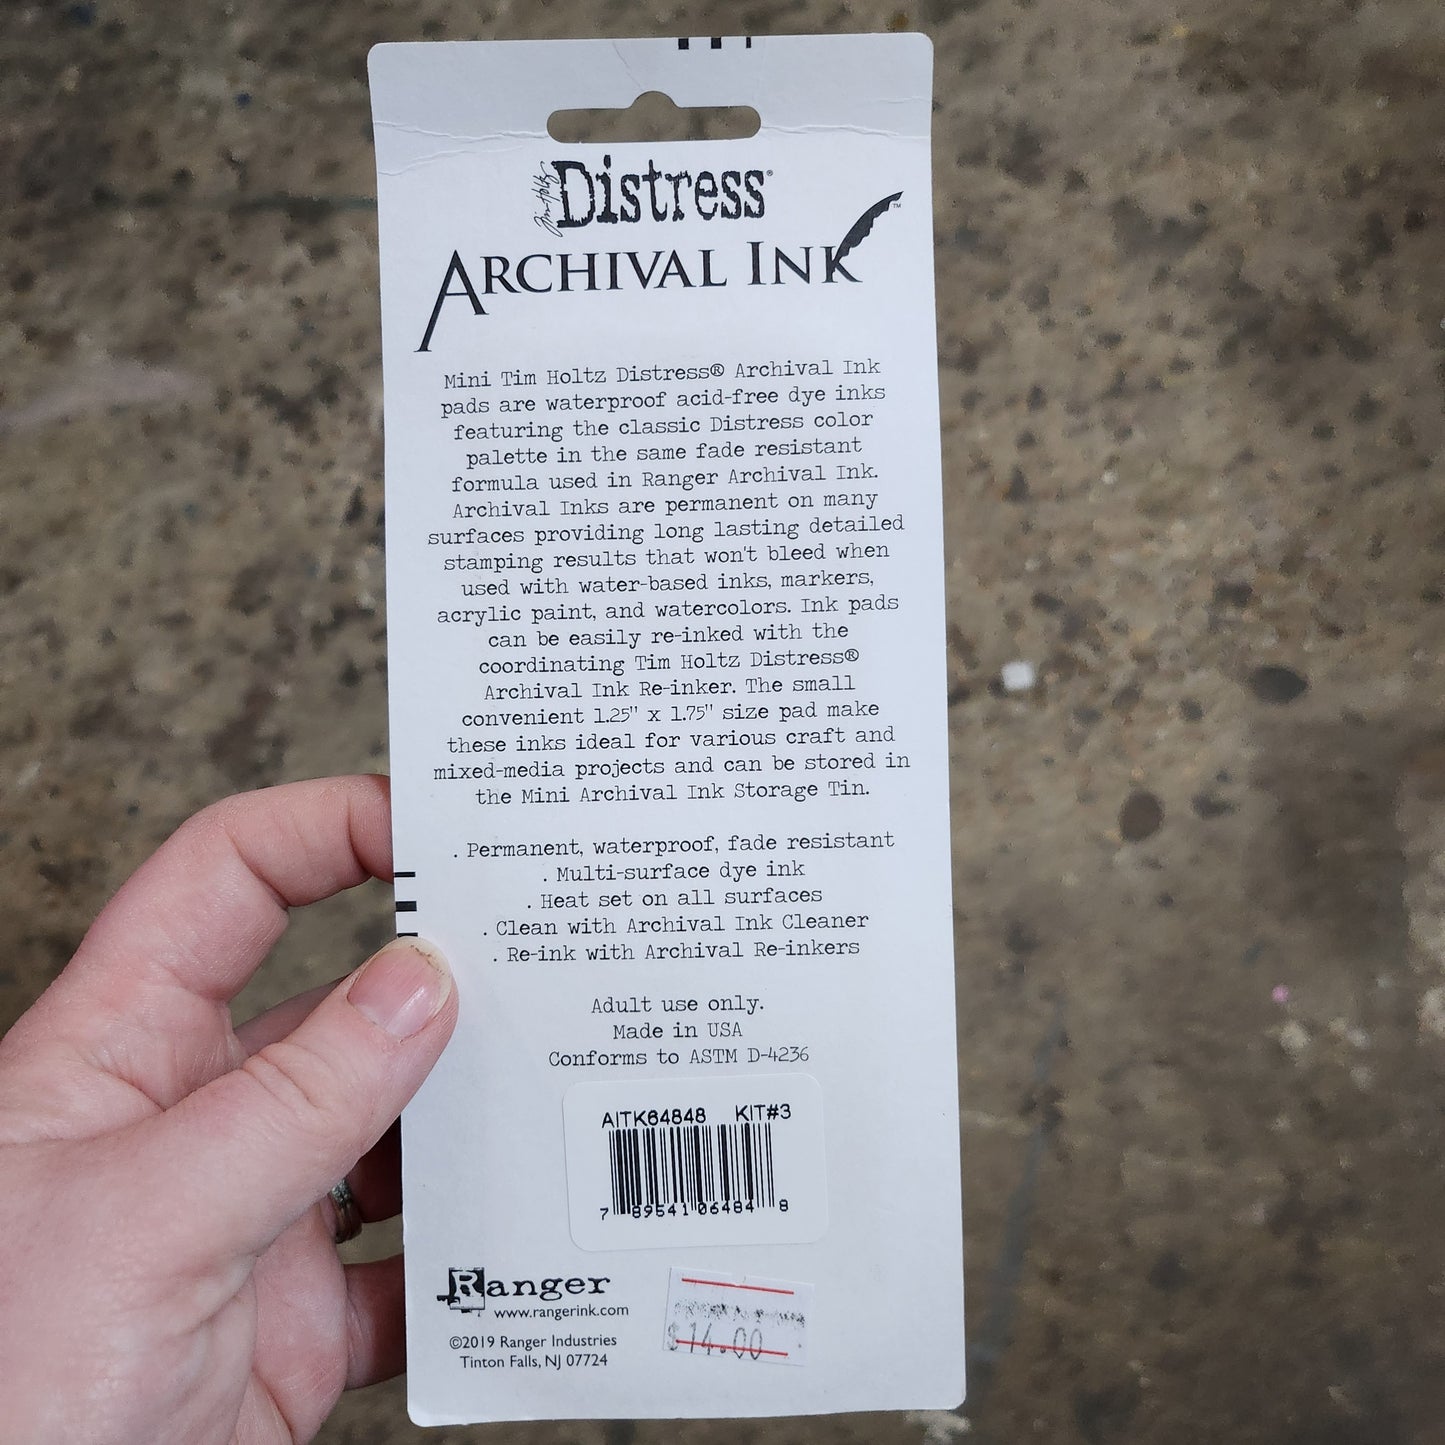 Tim Holtz
Distress®
ARCHIVAL INK™
Mini Tim Holtz Distress® Archival Ink
pads are waterproof acid-free dye inks
featuring the classic Distress color
palette in the same fade resistant
formula used in Ranger Archival Ink.
Archival Inks are permanent on many
surfaces providing long lasting detailed
stamping results that won't bleed when
used with water-based inks, markers,
acrylic paint, and watercolors. Ink pads
can be easily re-inked with the
coordinating Tim Holtz Distress®
Archival Ink Re-inker. The small
convenient 1.25" x 1.75" size pad make
these inks ideal for various craft and
mixed-media projects and can be stored in
the Mini Archival Ink Storage Tin.
. Permanent, waterproof, fade resistant
. Multi-surface dye ink
. Heat set on all surfaces
. Clean with Archival Ink Cleaner
. Re-ink with Archival Re-inkers
Adult use only.
Made in USA
Conforms to ASTM D-4236
AITK64848 KIT#3
7 89541 06484 8
Ranger
www.rangerink.com
©2019 Ranger Industries
Tinton Falls, NJ 07724
$14.00